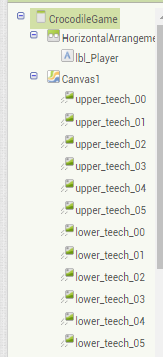 CrocodileGame
HorizontalArrangeme
lbl_Player
Canvas1
upper_teech_00
upper_teech_01
upper_teech_02
upper_teech_03
upper_teech_04
upper_teech_05
lower_teech_00
lower_teech_01
lower_teech_02
lower_teech_03
lower_teech_04
lower_teech_05